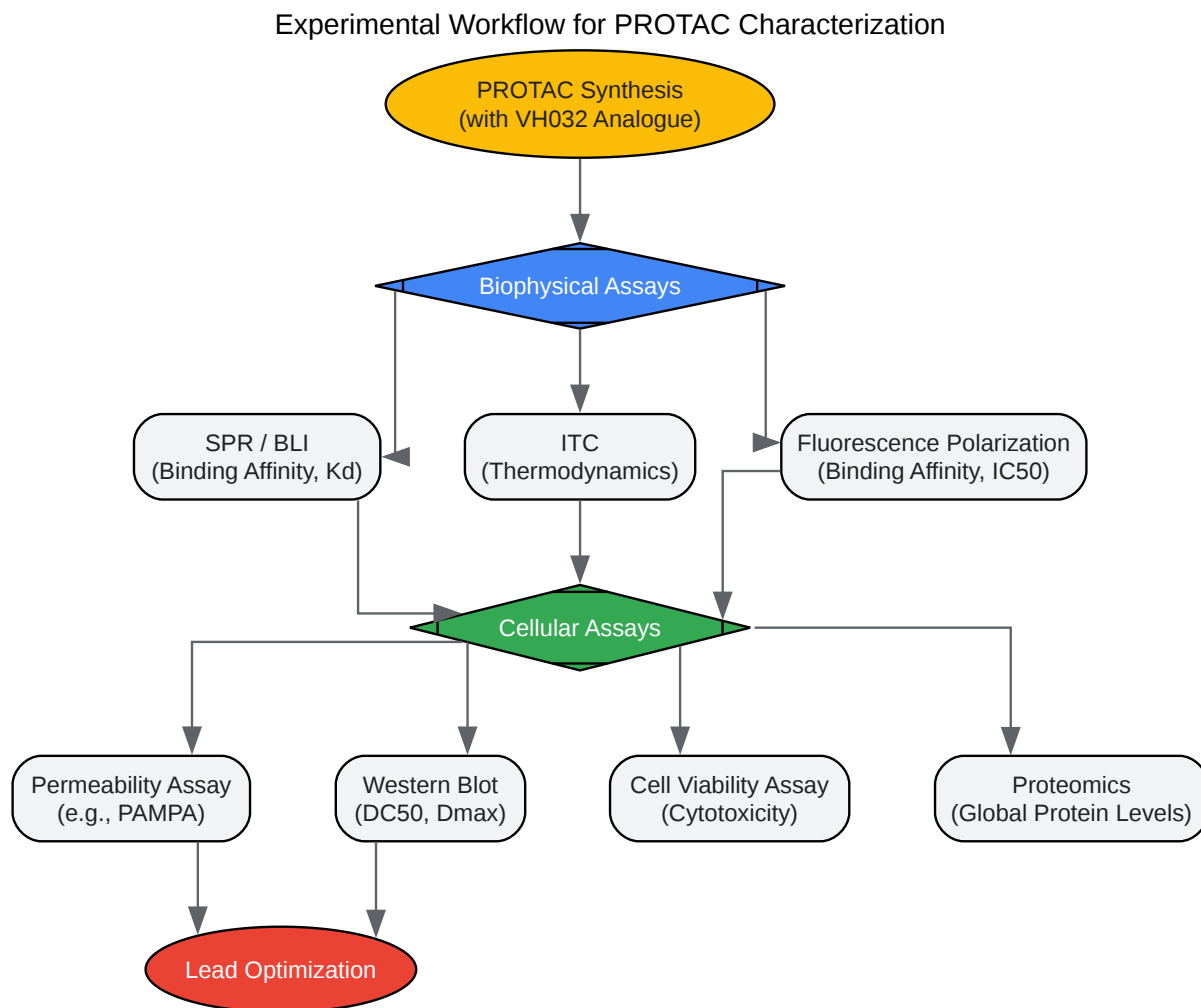 Experimental Workflow for PROTAC Characterization
PROTAC Synthesis
(with VH032 Analogue)
Biophysical Assays
SPR / BLI
(Binding Affinity, Kd)
ITC
(Thermodynamics)
Fluorescence Polarization
(Binding Affinity, IC50)
Cellular Assays
Permeability Assay
(e.g., PAMPA)
Western Blot
(DC50, Dmax)
Cell Viability Assay
(Cytotoxicity)
Proteomics
(Global Protein Levels)
Lead Optimization